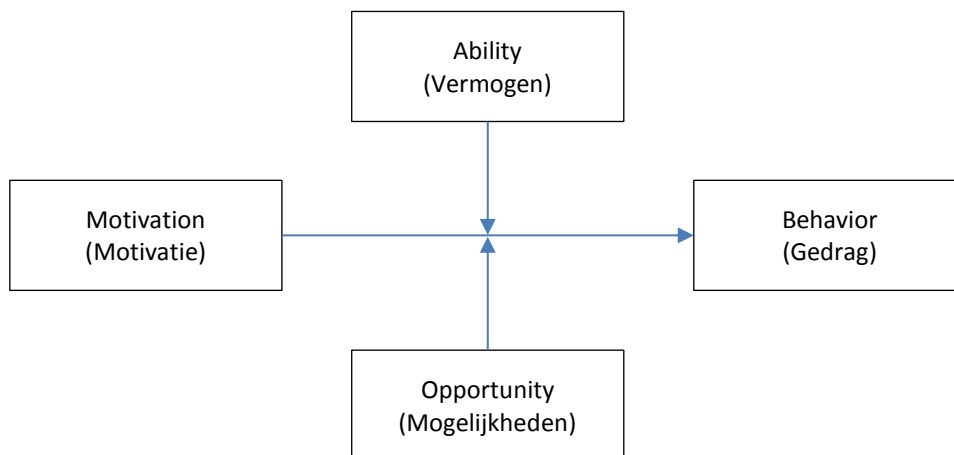 Ability
(Vermogen)
Motivation
(Motivatie)
Behavior
(Gedrag)
Opportunity
(Mogelijkheden)